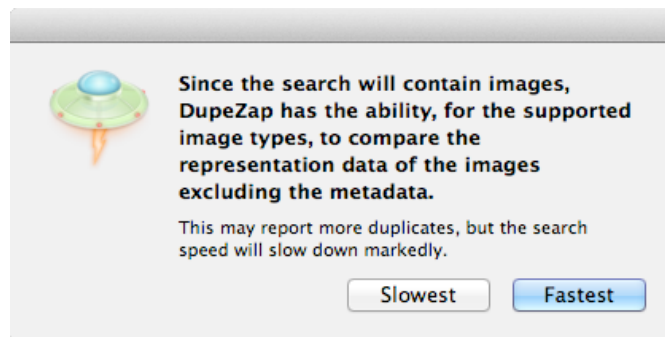 Since the search will contain images,
DupeZap has the ability, for the supported
image types, to compare the
representation data of the images
excluding the metadata.
This may report more duplicates, but the search
speed will slow down markedly.
Slowest
Fastest